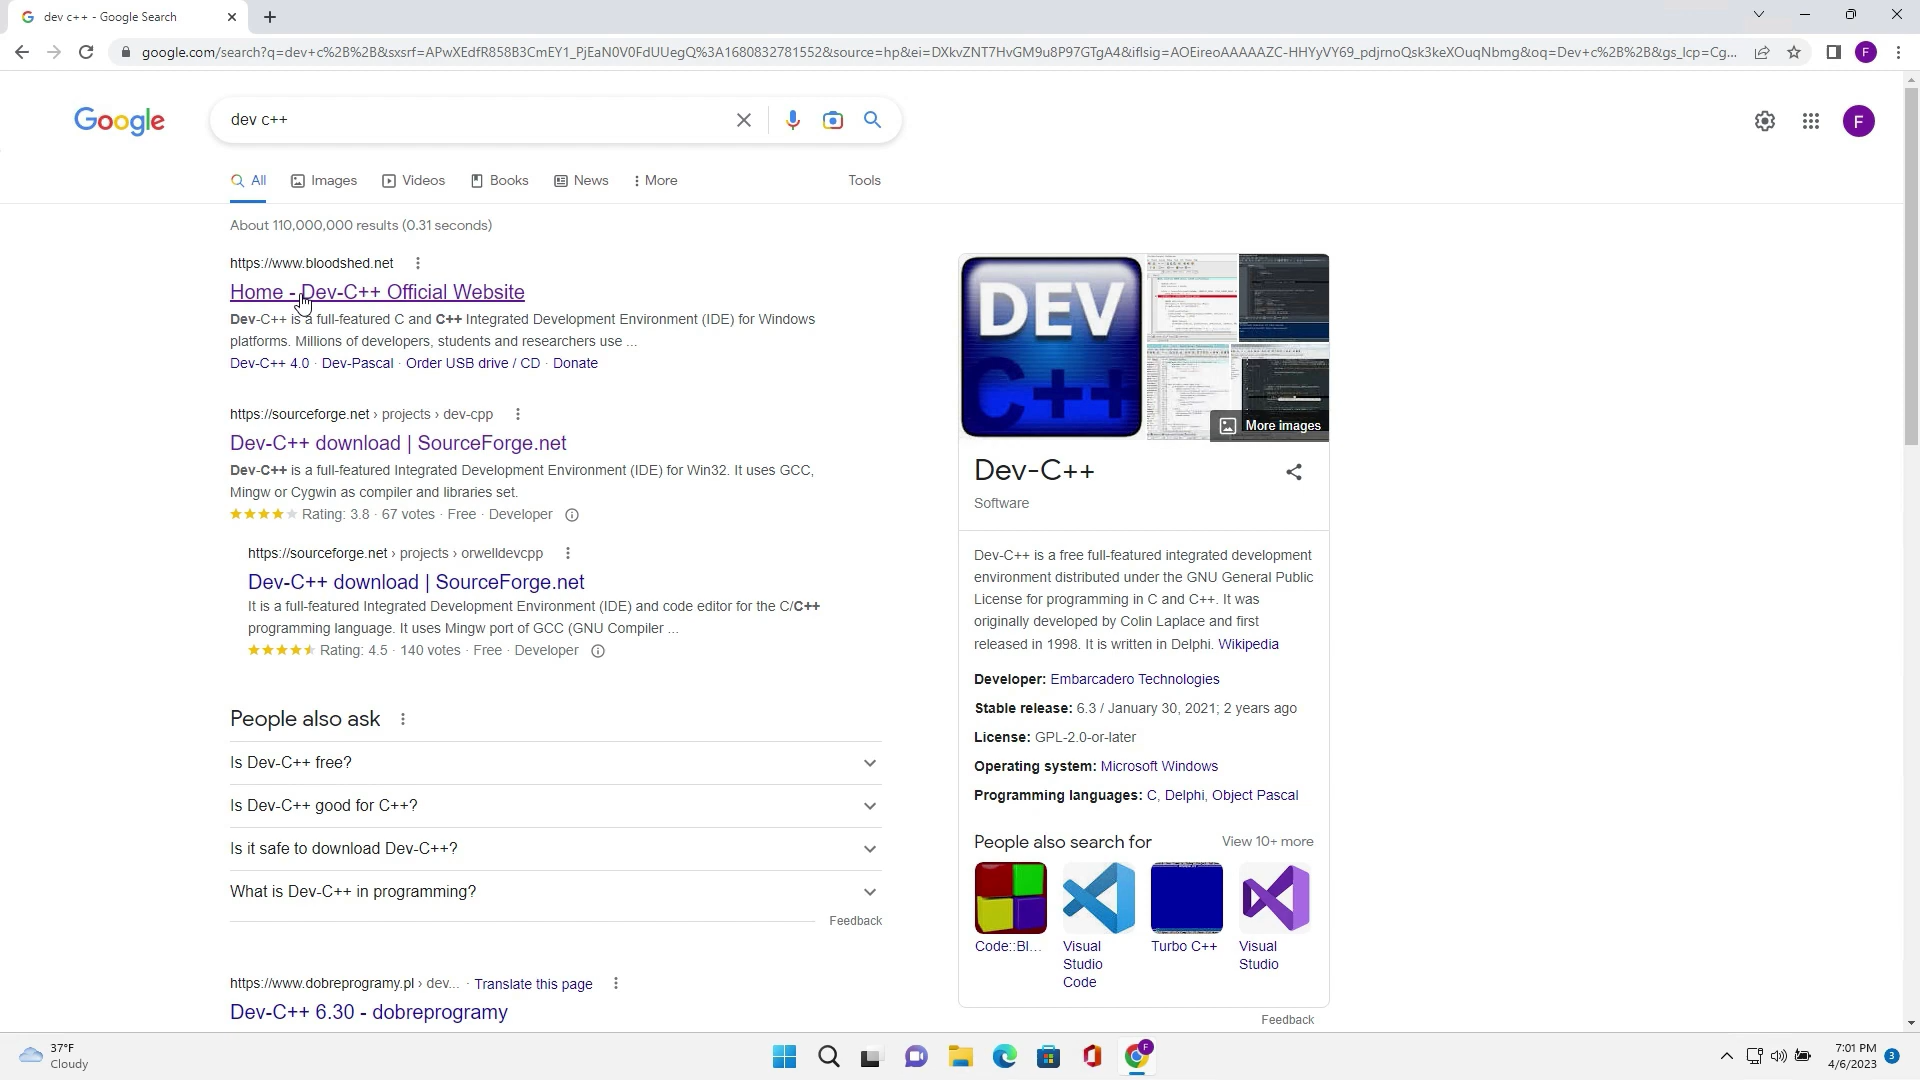 dev c++ - Google Search
google.com/search?q=dev+c%2B%2B&sxsrf=APwXEdfR858B3CmEY1_PjEaN0V0FdUUegQ%3A1680832781552&source=hp&ei=DXkvZNT7HvGM9u8P97GTgA4&iflsig=AOEireoAAAAAZC-HHYyVY69_pdjrnoQsk3keXOuqNbmg&oq=Dev+c%2B%2B&gs_lcp=Cg...
F
Google
dev c++
F
All Images Videos Books News More Tools
About 110,000,000 results (0.31 seconds)
https://www.bloodshed.net
Home - Dev-C++ Official Website
Dev-C++ is a full-featured C and C++ Integrated Development Environment (IDE) for Windows
platforms. Millions of developers, students and researchers use ...
Dev-C++ 4.0 · Dev-Pascal · Order USB drive / CD · Donate
https://sourceforge.net › projects › dev-cpp
Dev-C++ download | SourceForge.net
Dev-C++ is a full-featured Integrated Development Environment (IDE) for Win32. It uses GCC,
Mingw or Cygwin as compiler and libraries set.
Rating: 3.8 · 67 votes · Free · Developer
https://sourceforge.net › projects › orwelldevcpp
Dev-C++ download | SourceForge.net
It is a full-featured Integrated Development Environment (IDE) and code editor for the C/C++
programming language. It uses Mingw port of GCC (GNU Compiler ...
Rating: 4.5 · 140 votes · Free · Developer
People also ask
Is Dev-C++ free?
Is Dev-C++ good for C++?
Is it safe to download Dev-C++?
What is Dev-C++ in programming?
Feedback
https://www.dobreprogramy.pl › dev... · Translate this page
Dev-C++ 6.30 - dobreprogramy
DEV
C++
More images
Dev-C++
Software
Dev-C++ is a free full-featured integrated development
environment distributed under the GNU General Public
License for programming in C and C++. It was
originally developed by Colin Laplace and first
released in 1998. It is written in Delphi. Wikipedia
Developer: Embarcadero Technologies
Stable release: 6.3 / January 30, 2021; 2 years ago
License: GPL-2.0-or-later
Operating system: Microsoft Windows
Programming languages: C, Delphi, Object Pascal
People also search for View 10+ more
Code::Bl...
Visual
Studio
Code
Turbo C++
Visual
Studio
Feedback
37°F
Cloudy
F
7:01 PM
4/6/2023
3